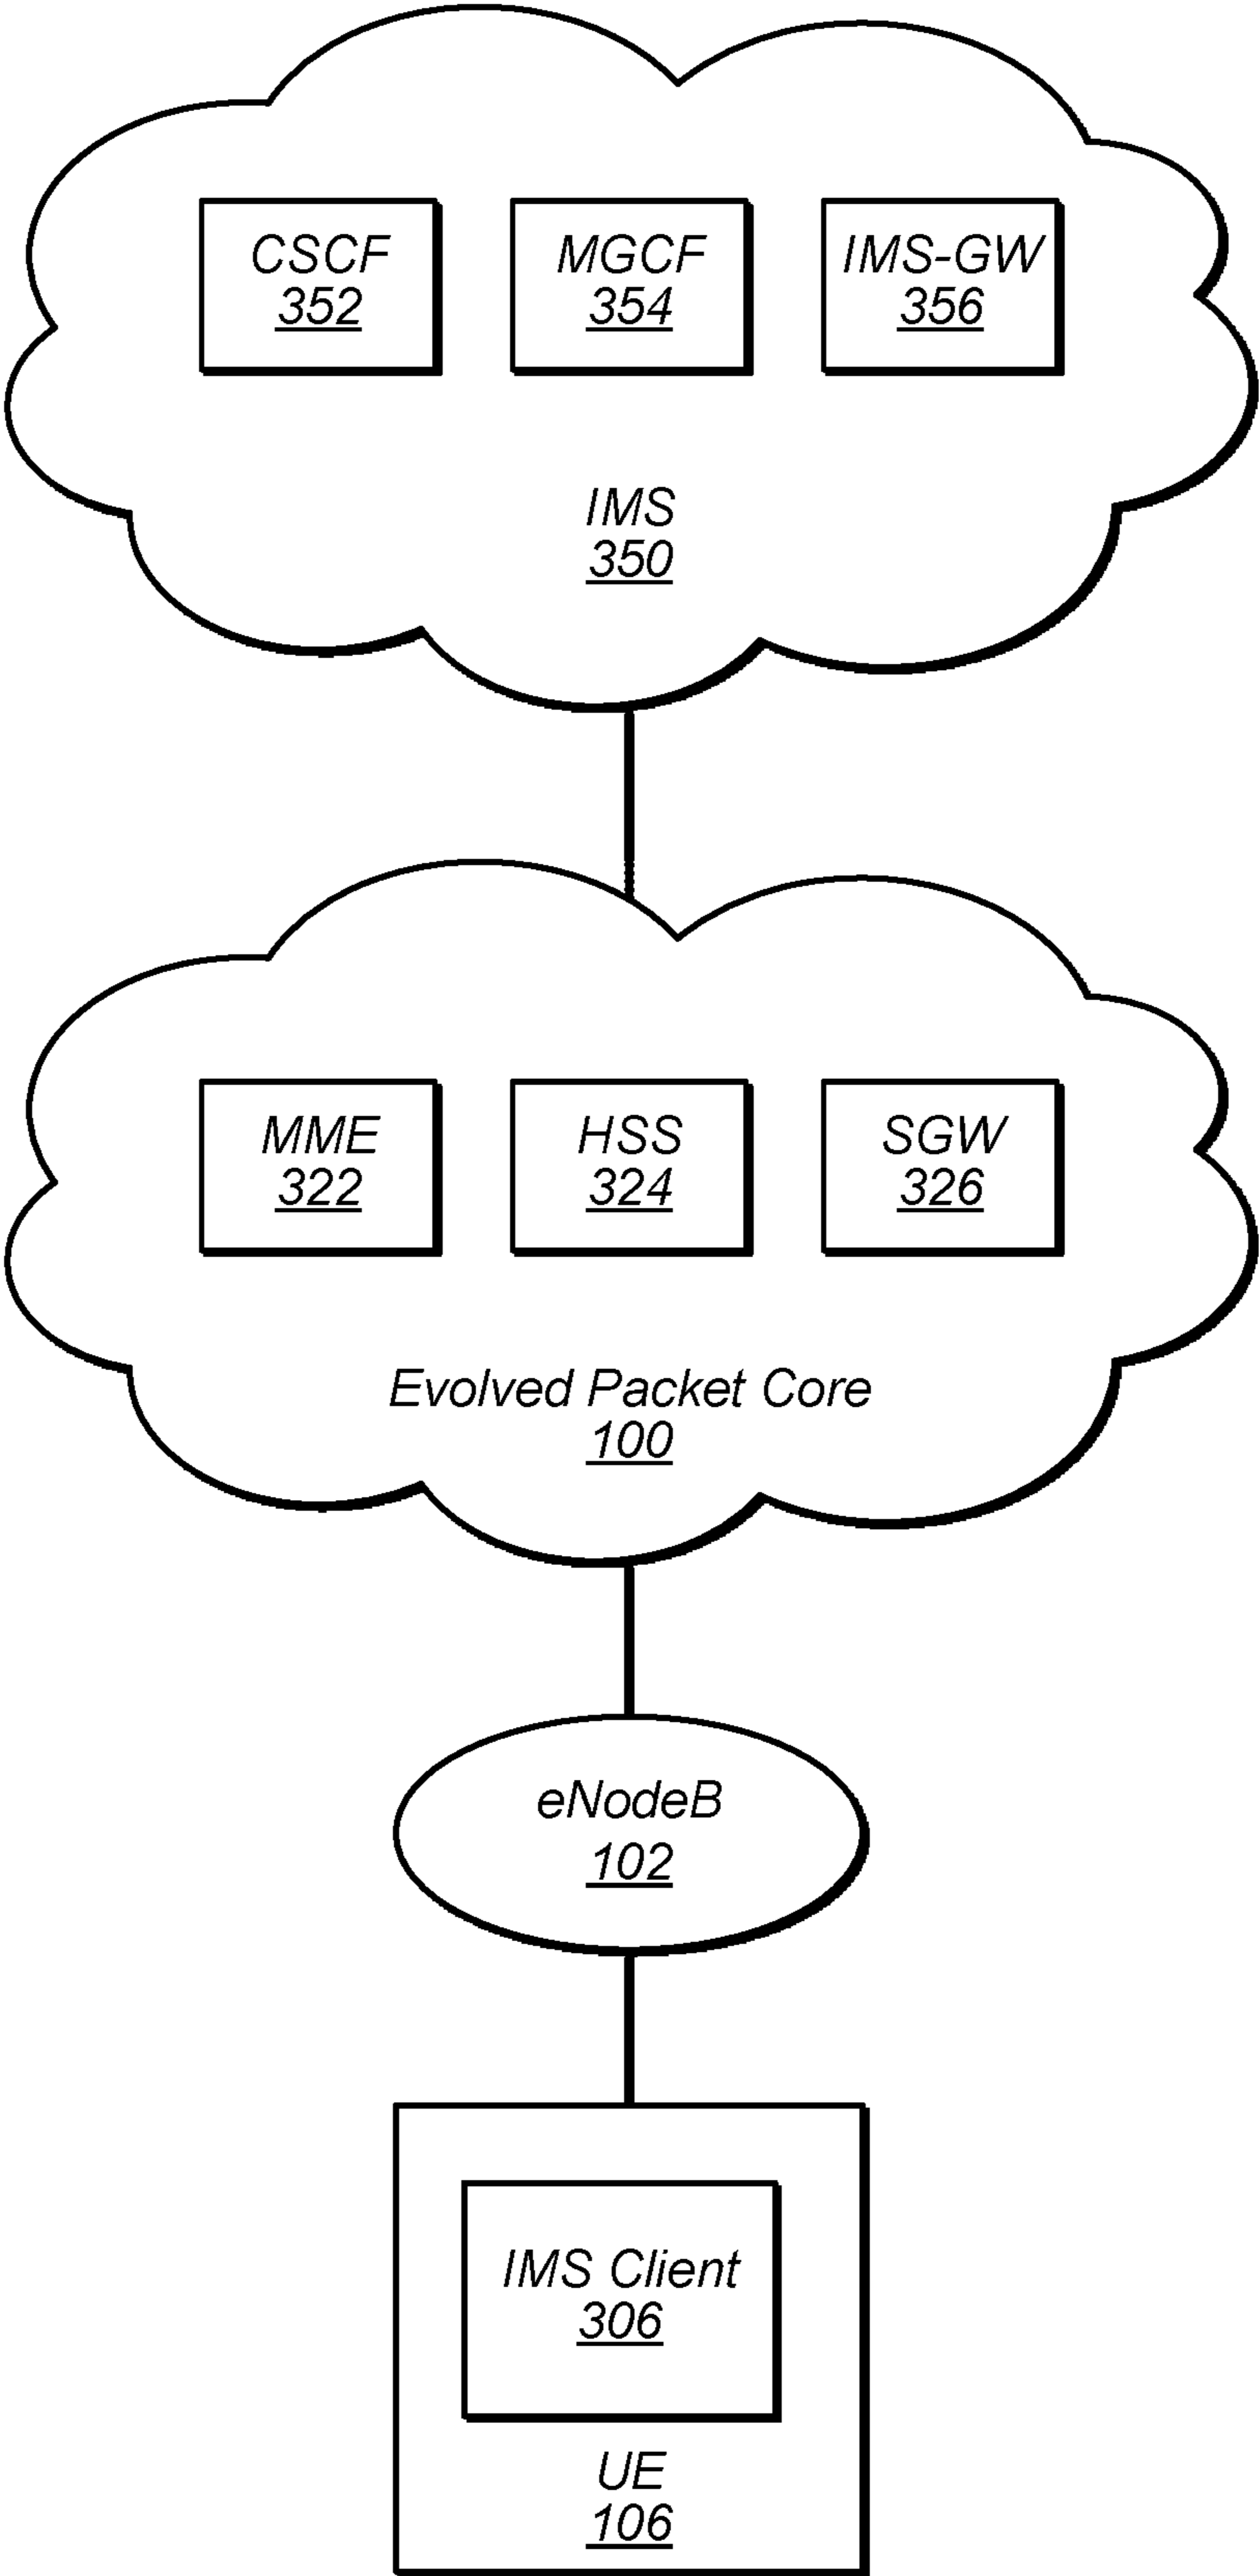 CSCF
352
MGCF
354
IMS-GW
356
IMS
350
MME
322
HSS
324
SGW
326
Evolved Packet Core
100
eNodeB
102
IMS Client
306
UE
106